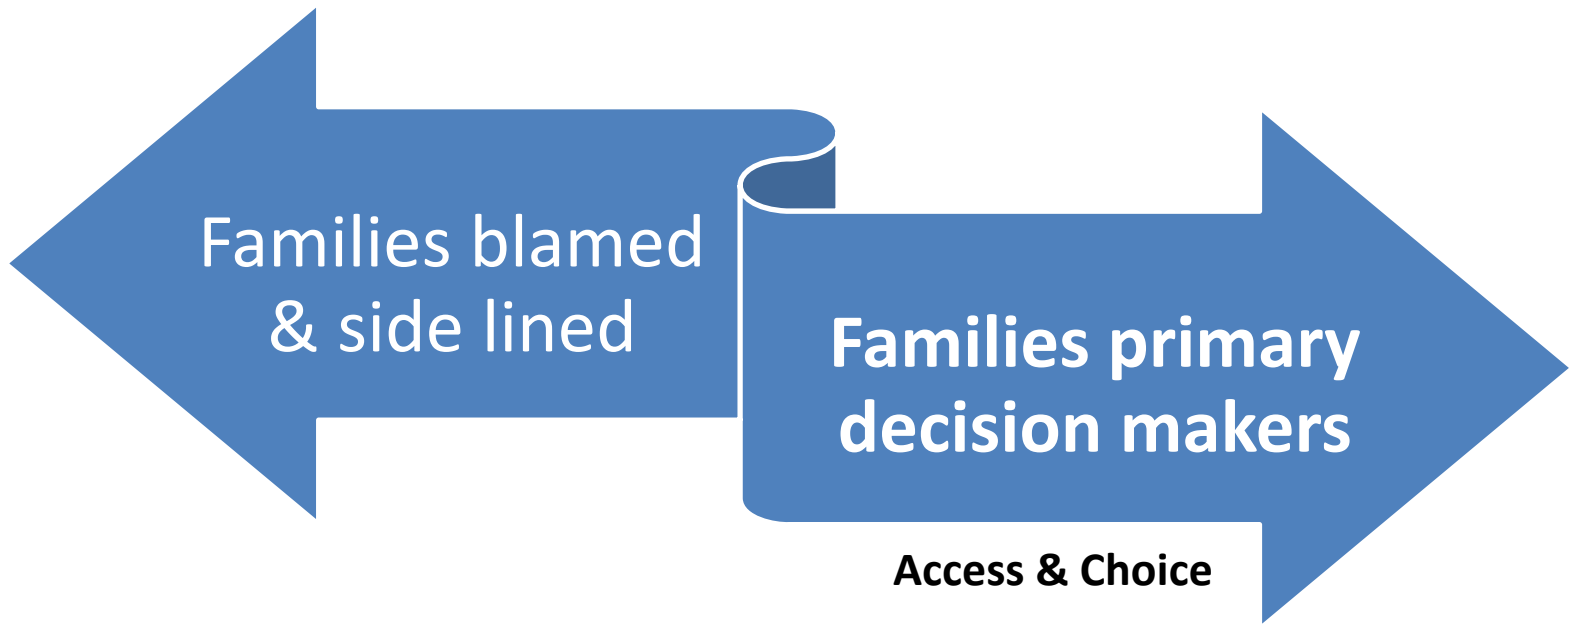 Families blamed
& side lined
Families primary
decision makers
Access & Choice